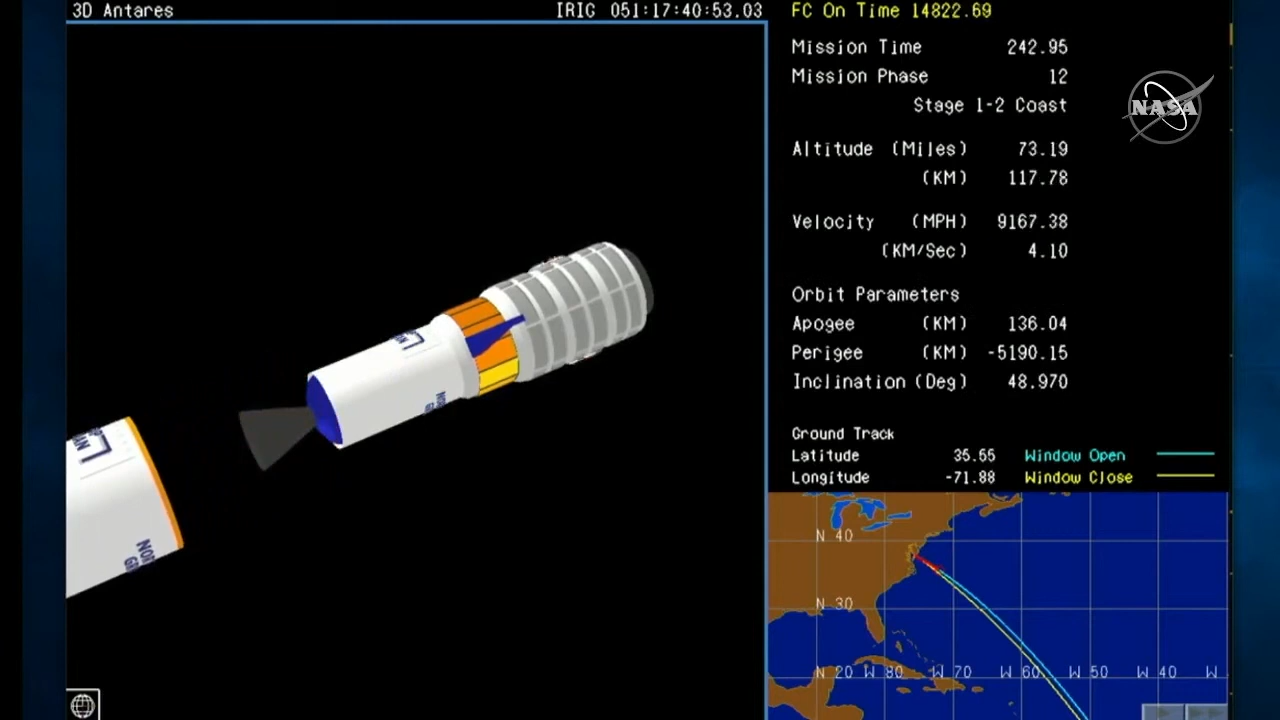 3D Antares
IRIG 051:17:40:53.03
FC On Time 14822.69
Mission Time 242.95
Mission Phase 12
Stage 1-2 Coast
Altitude (Miles) 73.19
(KM) 117.78
Velocity (MPH) 9167.38
(KM/Sec) 4.10
Orbit Parameters
Apogee (KM) 136.04
Perigee (KM) -5190.15
Inclination (Deg) 48.970
Ground Track
Latitude 35.55
Longitude -71.88
Window Open
Window Close
NASA
N 40
N 30
N 20 W 80 W 70 W 60 W 50 W 40 W